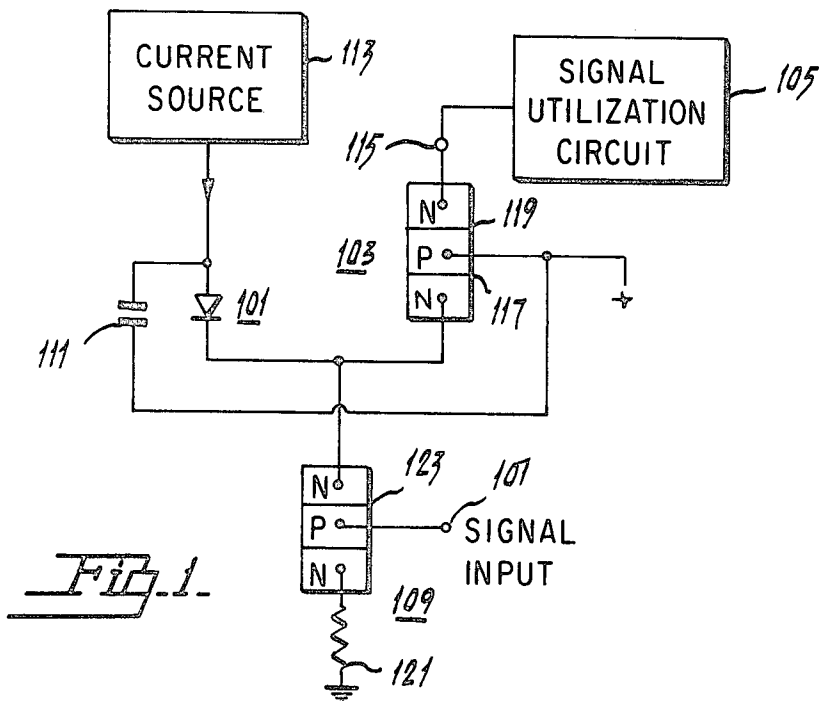 CURRENT
SOURCE
113
SIGNAL
UTILIZATION
CIRCUIT
105
115
N
P
N
119
117
103
101
111
N
P
N
123
107
SIGNAL
INPUT
109
121
Fig. 1.